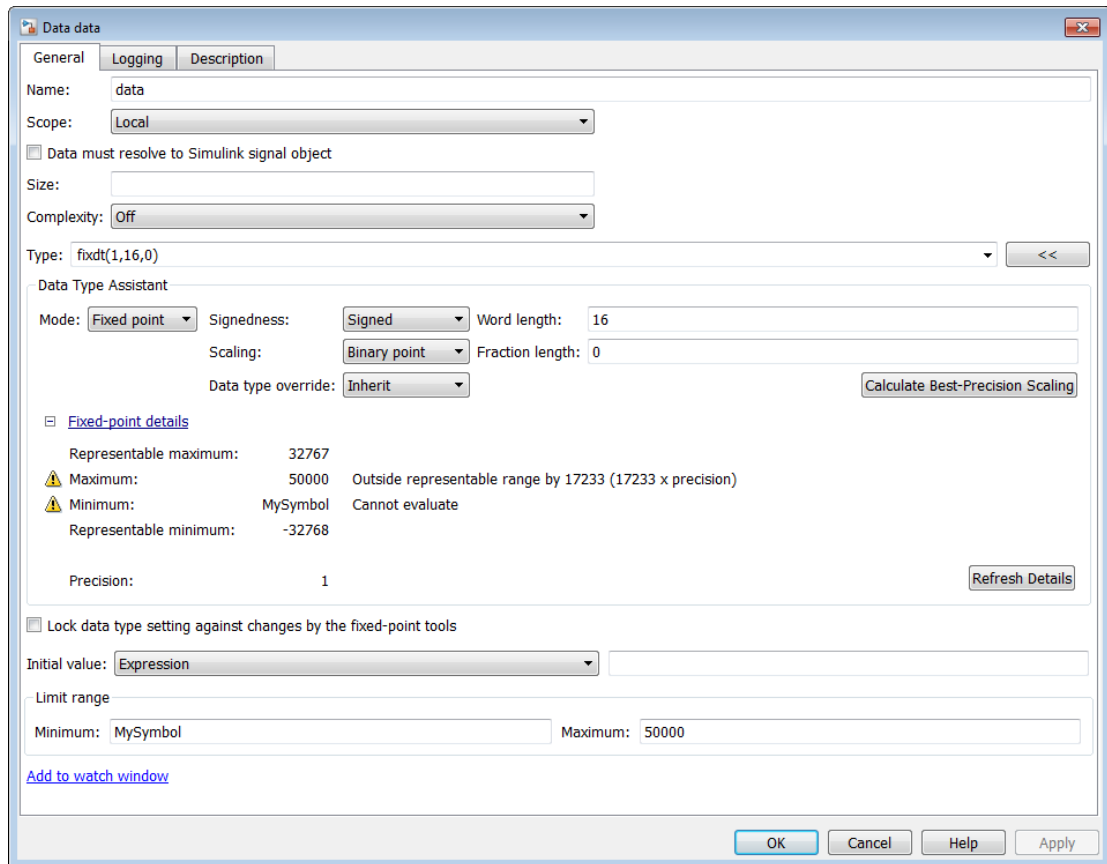 Data data
General Logging Description
Name: data
Scope: Local
Data must resolve to Simulink signal object
Size:
Complexity: Off
Type: fixdt(1,16,0) <<
Data Type Assistant
Mode: Fixed point Signedness: Signed Word length: 16
Scaling: Binary point Fraction length: 0
Data type override: Inherit Calculate Best-Precision Scaling
Fixed-point details
Representable maximum: 32767
Maximum: 50000 Outside representable range by 17233 (17233 x precision)
Minimum: MySymbol Cannot evaluate
Representable minimum: -32768
Precision: 1 Refresh Details
Lock data type setting against changes by the fixed-point tools
Initial value: Expression
Limit range
Minimum: MySymbol Maximum: 50000
Add to watch window
OK Cancel Help Apply